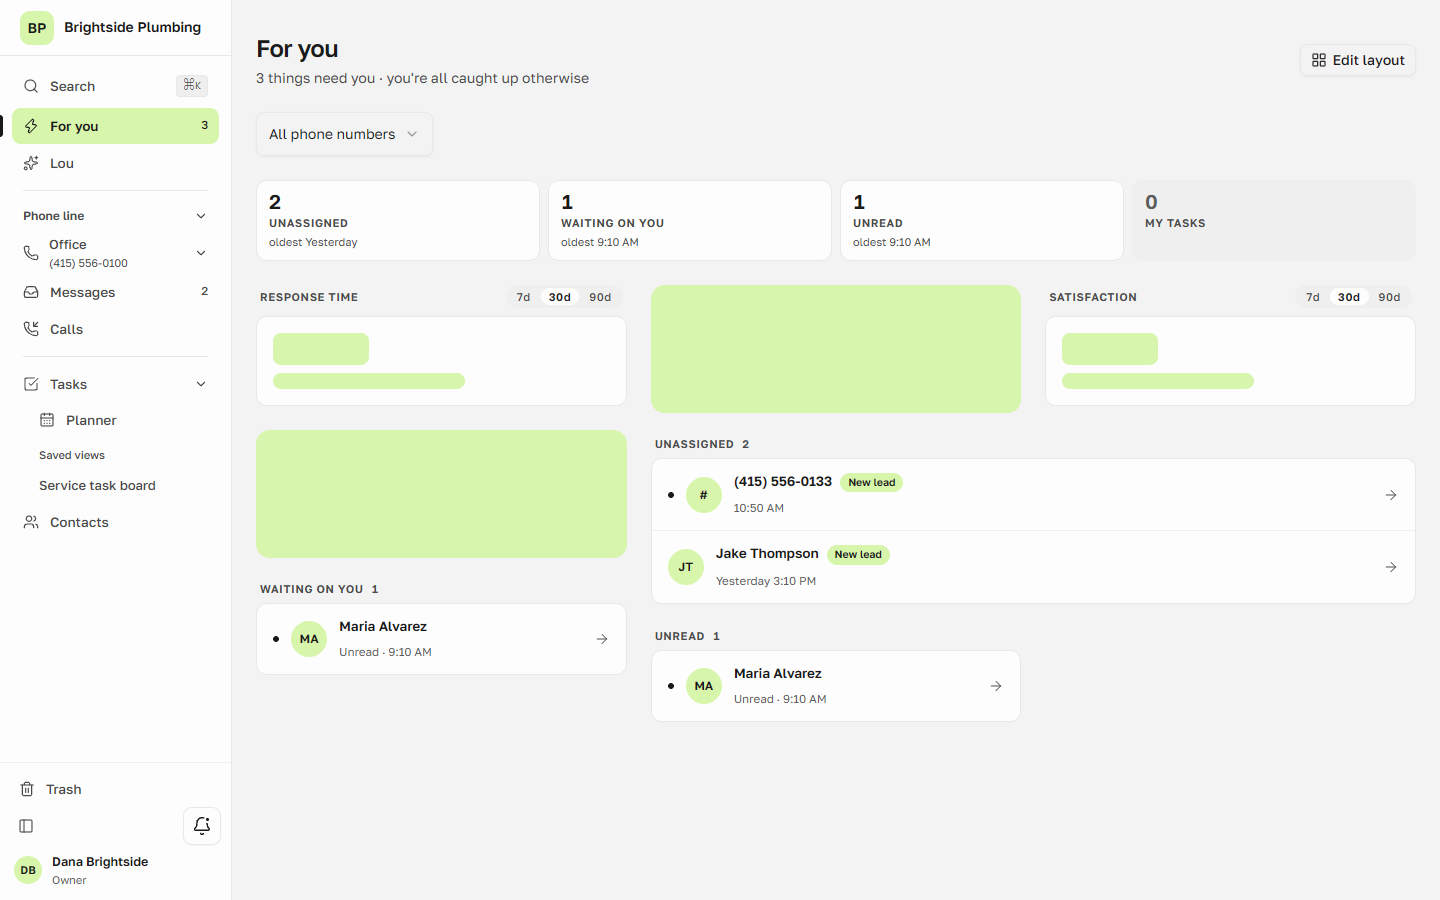 BP Brightside Plumbing
Search ⌘K
For you 3
Lou
Phone line
Office
(415) 556-0100
Messages 2
Calls
Tasks
Planner
Saved views
Service task board
Contacts
Trash
DB Dana Brightside
Owner
For you
3 things need you · you're all caught up otherwise
Edit layout
All phone numbers
2
UNASSIGNED
oldest Yesterday
1
WAITING ON YOU
oldest 9:10 AM
1
UNREAD
oldest 9:10 AM
0
MY TASKS
RESPONSE TIME 7d 30d 90d
SATISFACTION 7d 30d 90d
WAITING ON YOU 1
MA Maria Alvarez
Unread · 9:10 AM
UNASSIGNED 2
# (415) 556-0133 New lead
10:50 AM
JT Jake Thompson New lead
Yesterday 3:10 PM
UNREAD 1
MA Maria Alvarez
Unread · 9:10 AM